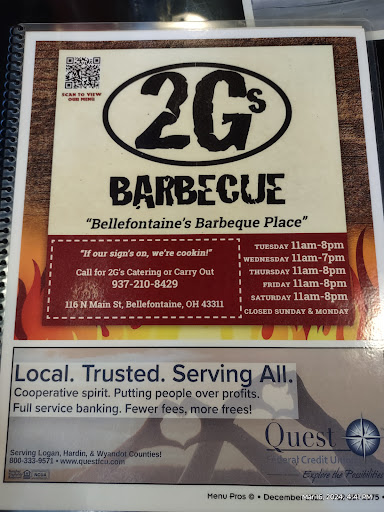 SCAN TO VIEW
OUR MENU
2Gs
BARBECUE
"Bellefontaine's Barbeque Place"
"If our sign's on, we're cookin!"
Call for 2G's Catering or Carry Out
937-210-8429
116 N Main St, Bellefontaine, OH 43311
TUESDAY 11am-8pm
WEDNESDAY 11am-7pm
THURSDAY 11am-8pm
FRIDAY 11am-8pm
SATURDAY 11am-8pm
CLOSED SUNDAY & MONDAY
Local. Trusted. Serving All.
Cooperative spirit. Putting people over profits.
Full service banking. Fewer fees, more frees!
Quest
Federal Credit Union
Explore the Possibilities
Serving Logan, Hardin, & Wyandot Counties!
800-333-9571 • www.questfcu.com
NCUA
Menu Pros © • December